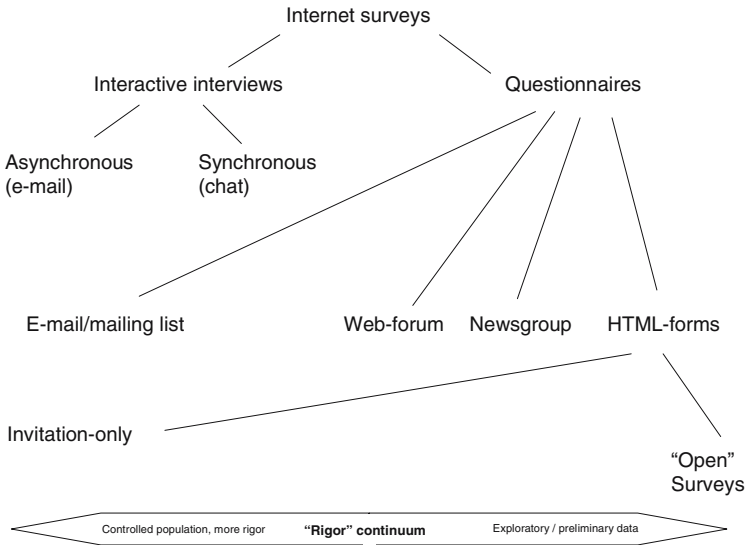 Internet surveys
Interactive interviews
Questionnaires
Asynchronous
(e-mail)
Synchronous
(chat)
E-mail/mailing list
Web-forum
Newsgroup
HTML-forms
Invitation-only
“Open”
Surveys
Controlled population, more rigor
“Rigor” continuum
Exploratory / preliminary data